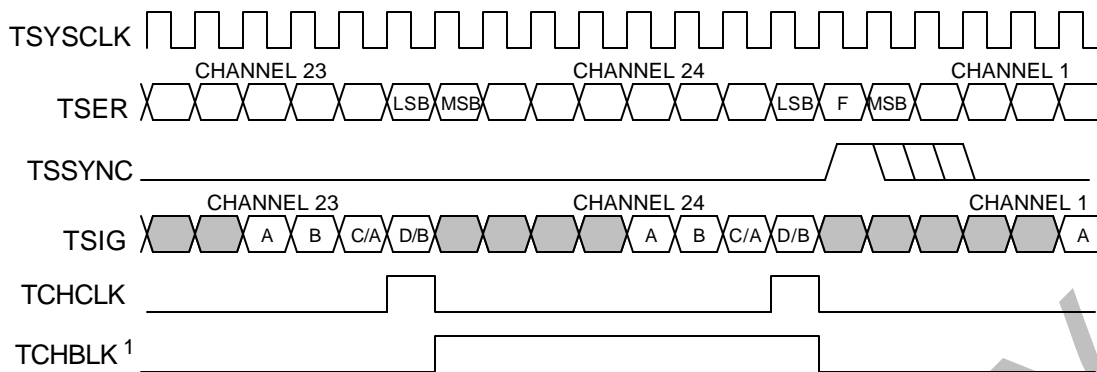 TSYSCLK
CHANNEL 23 CHANNEL 24 CHANNEL 1
TSER LSB MSB LSB F MSB
TSSYNC
CHANNEL 23 CHANNEL 24 CHANNEL 1
TSIG A B C/A D/B A B C/A D/B A
TCHCLK
TCHBLK 1